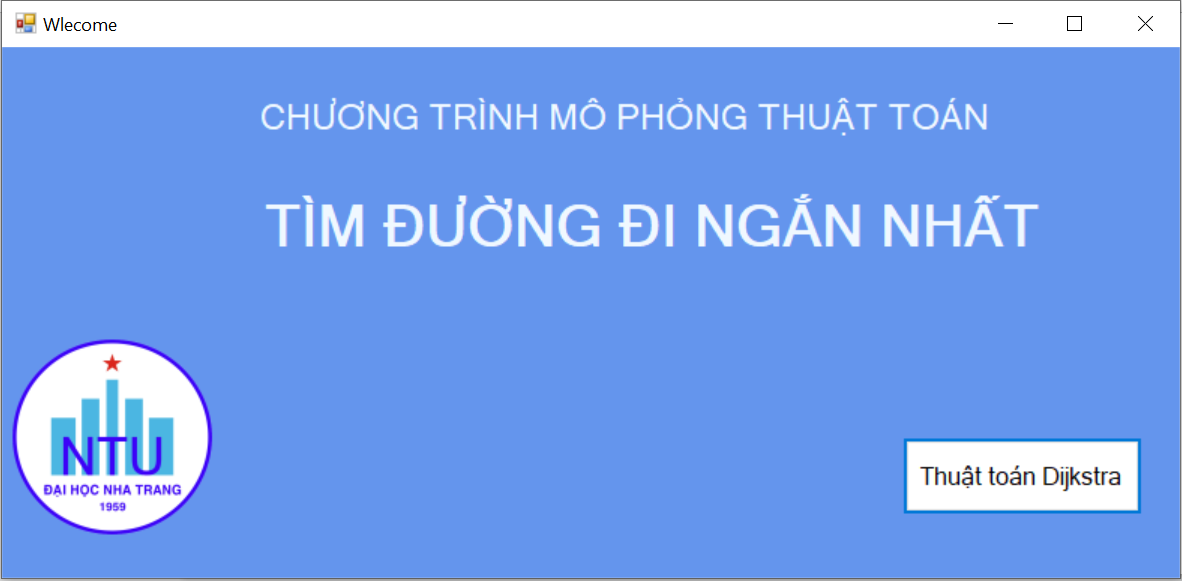 Wlecome
CHƯƠNG TRÌNH MÔ PHỎNG THUẬT TOÁN
TÌM ĐƯỜNG ĐI NGẮN NHẤT
NTU
ĐẠI HỌC NHA TRANG
1959
Thuật toán Dijkstra